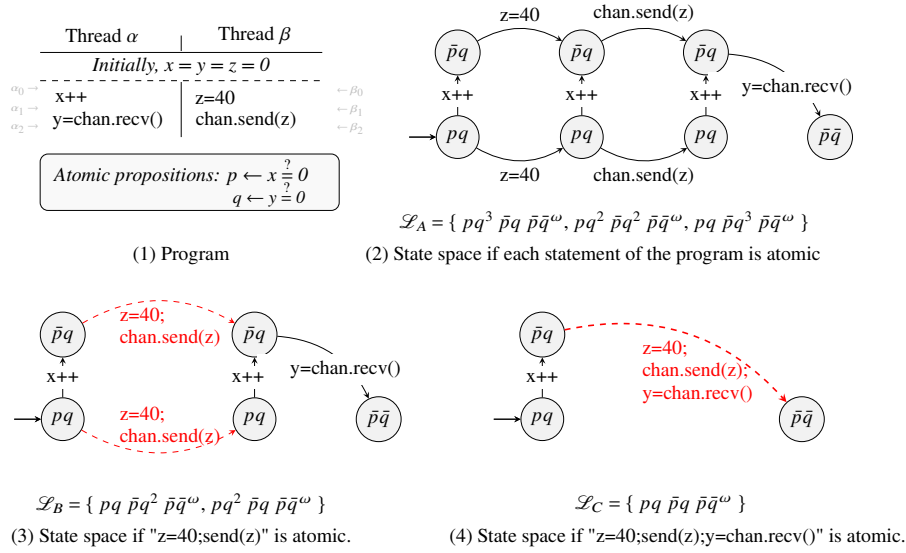 Thread α | Thread β
Initially, x = y = z = 0
α₀ → x++ z=40 ← β₀
α₁ → y=chan.recv() chan.send(z) ← β₁
α₂ → ← β₂
Atomic propositions: p ← x ≟ 0
q ← y ≟ 0
(1) Program
z=40 chan.send(z)
p̄q p̄q p̄q
x++ x++ x++ y=chan.recv()
pq pq pq p̄q̄
z=40 chan.send(z)
ℒ_A = { pq³ p̄q p̄q̄^ω, pq² p̄q² p̄q̄^ω, pq p̄q³ p̄q̄^ω }
(2) State space if each statement of the program is atomic
p̄q z=40; p̄q
chan.send(z)
x++ x++ y=chan.recv()
pq z=40; pq p̄q̄
chan.send(z)
ℒ_B = { pq p̄q² p̄q̄^ω, pq² p̄q p̄q̄^ω }
(3) State space if "z=40;send(z)" is atomic.
p̄q
z=40;
chan.send(z);
x++ y=chan.recv()
pq p̄q̄
ℒ_C = { pq p̄q p̄q̄^ω }
(4) State space if "z=40;send(z);y=chan.recv()" is atomic.